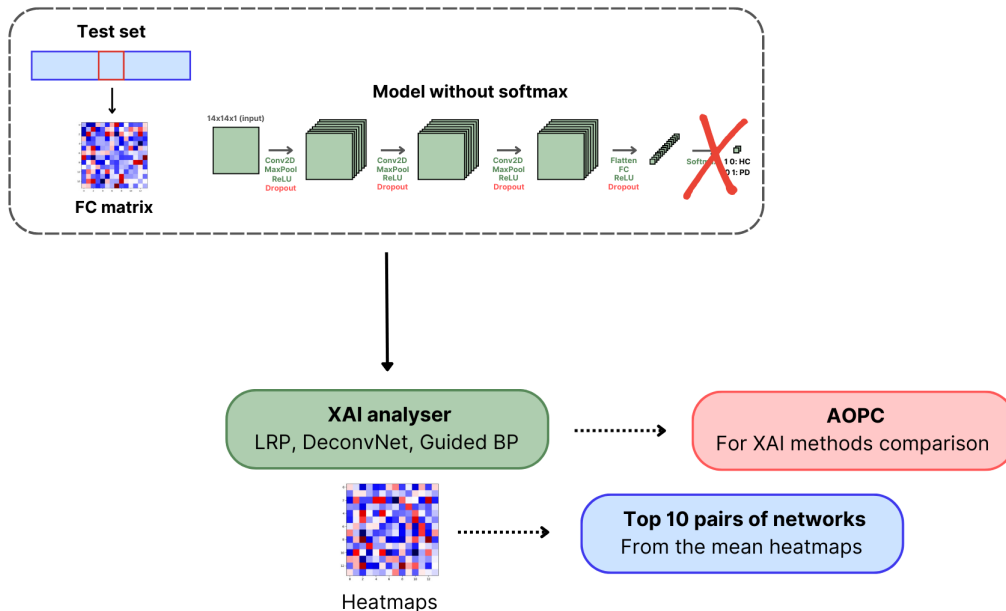 Test set
FC matrix
Model without softmax
14x14x1 (input)
Conv2D
MaxPool
ReLU
Dropout
Conv2D
MaxPool
ReLU
Dropout
Conv2D
MaxPool
ReLU
Dropout
Flatten
FC
ReLU
Dropout
1 0: HC
0 1: PD
XAI analyser
LRP, DeconvNet, Guided BP
AOPC
For XAI methods comparison
Heatmaps
Top 10 pairs of networks
From the mean heatmaps